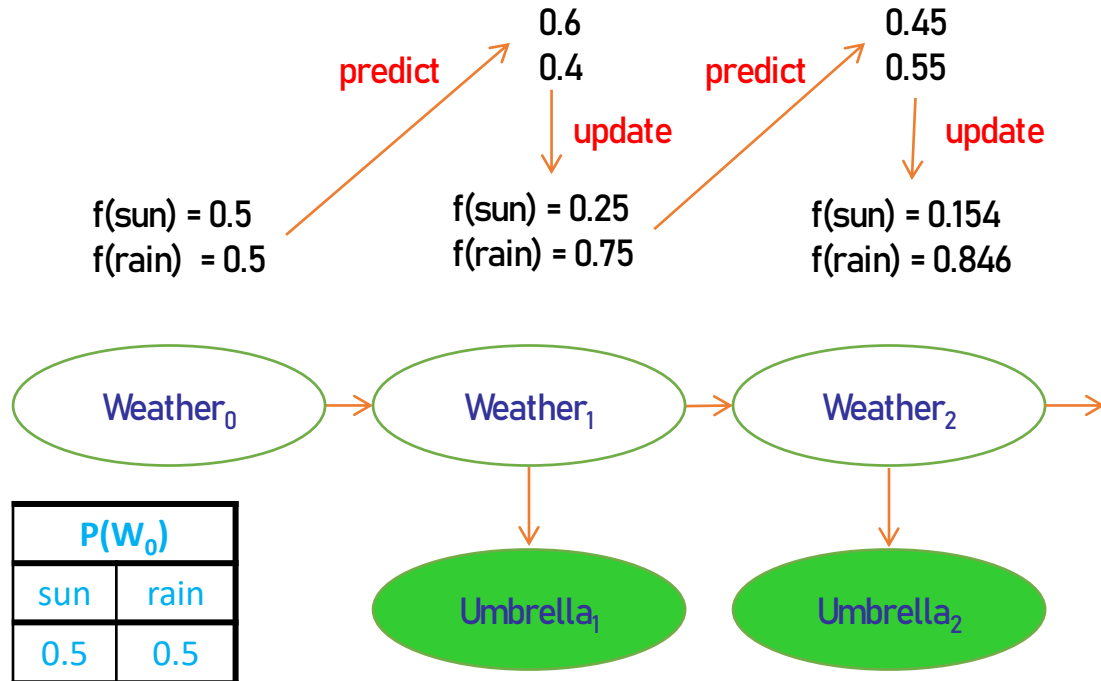 0.6
0.4
0.45
0.55
predict
predict
update
update
f(sun) = 0.5
f(rain) = 0.5
f(sun) = 0.25
f(rain) = 0.75
f(sun) = 0.154
f(rain) = 0.846
Weather₀
Weather₁
Weather₂
P(W₀)
sun rain
0.5 0.5
Umbrella₁
Umbrella₂